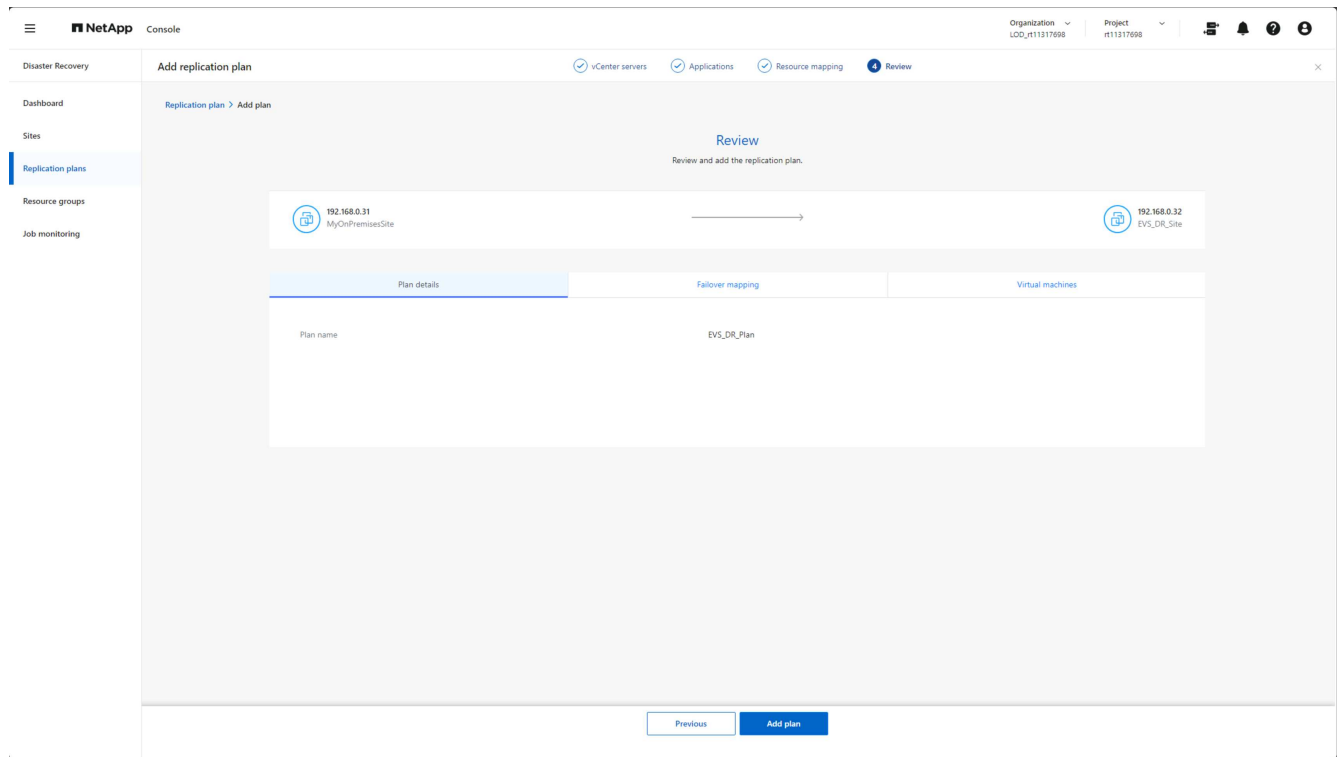 NetApp Console
Organization
LOD_rt11317698
Project
rt11317698
Disaster Recovery
Add replication plan
vCenter servers
Applications
Resource mapping
4 Review
Dashboard
Sites
Replication plans
Resource groups
Job monitoring
Replication plan > Add plan
Review
Review and add the replication plan.
192.168.0.31
MyOnPremisesSite
192.168.0.32
EVS_DR_Site
Plan details
Failover mapping
Virtual machines
Plan name
EVS_DR_Plan
Previous
Add plan